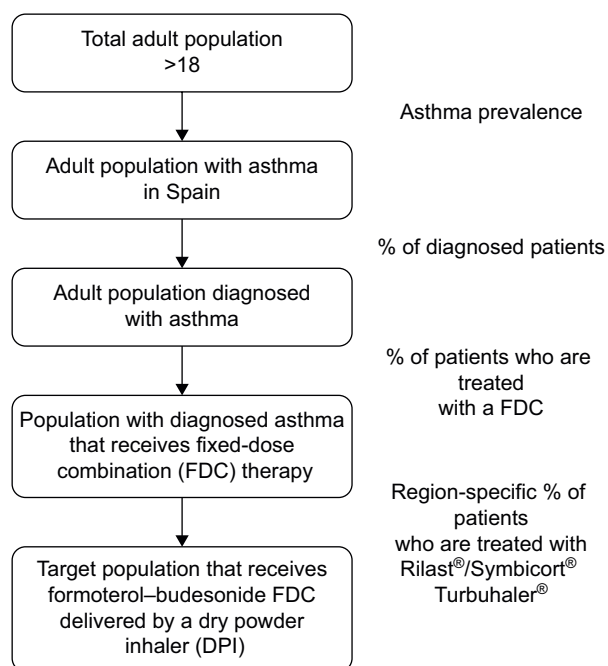 Total adult population
>18
Asthma prevalence
Adult population with asthma
in Spain
% of diagnosed patients
Adult population diagnosed
with asthma
% of patients who are
treated
with a FDC
Population with diagnosed asthma
that receives fixed-dose
combination (FDC) therapy
Region-specific % of
patients
who are treated with
Rilast®/Symbicort®
Turbuhaler®
Target population that receives
formoterol–budesonide FDC
delivered by a dry powder
inhaler (DPI)